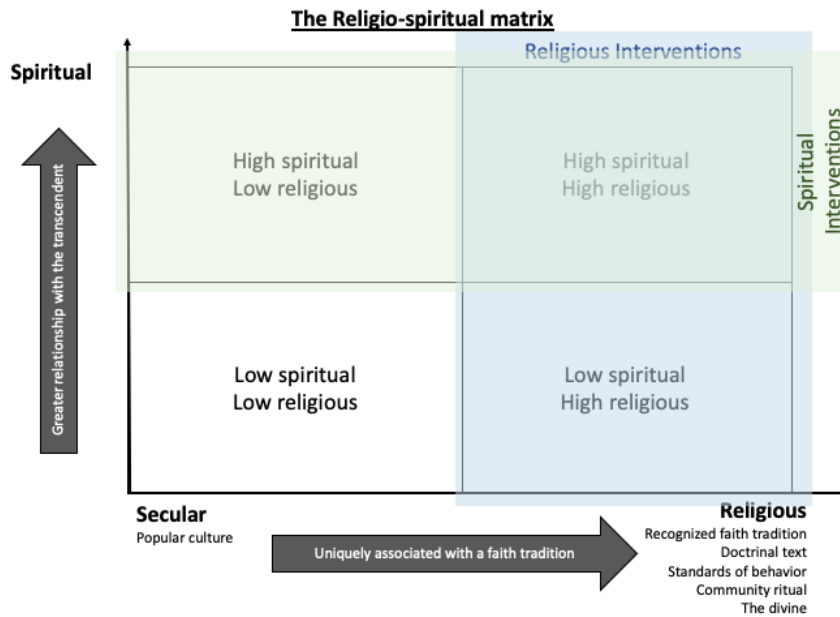 The Religio-spiritual matrix
Religious Interventions
Spiritual
Greater relationship with the transcendent
High spiritual
Low religious
High spiritual
High religious
Spiritual
Interventions
Low spiritual
Low religious
Low spiritual
High religious
Secular
Popular culture
Uniquely associated with a faith tradition
Religious
Recognized faith tradition
Doctrinal text
Standards of behavior
Community ritual
The divine